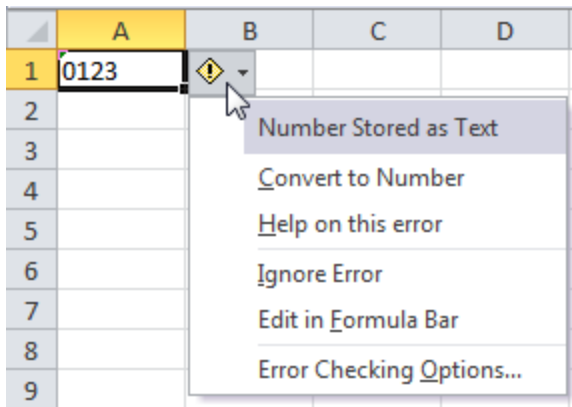 A B C D
1 0123
2
Number Stored as Text
3
4 Convert to Number
5 Help on this error
6 Ignore Error
7 Edit in Formula Bar
8
Error Checking Options...
9